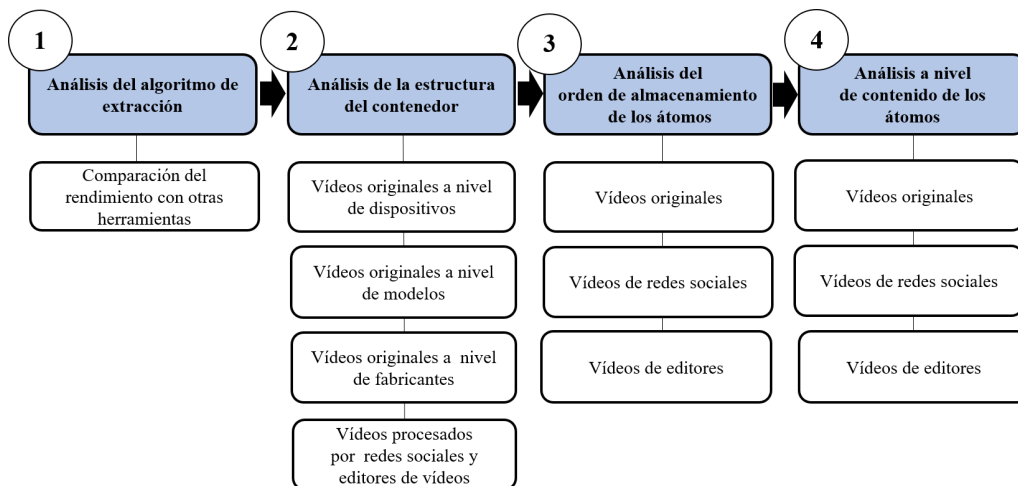 1
Análisis del algoritmo de
extracción
Comparación del
rendimiento con otras
herramientas
2
Análisis de la estructura
del contenedor
Vídeos originales a nivel
de dispositivos
Vídeos originales a nivel
de modelos
Vídeos originales a nivel
de fabricantes
Vídeos procesados
por redes sociales y
editores de vídeos
3
Análisis del
orden de almacenamiento
de los átomos
Vídeos originales
Vídeos de redes sociales
Vídeos de editores
4
Análisis a nivel
de contenido de los
átomos
Vídeos originales
Vídeos de redes sociales
Vídeos de editores